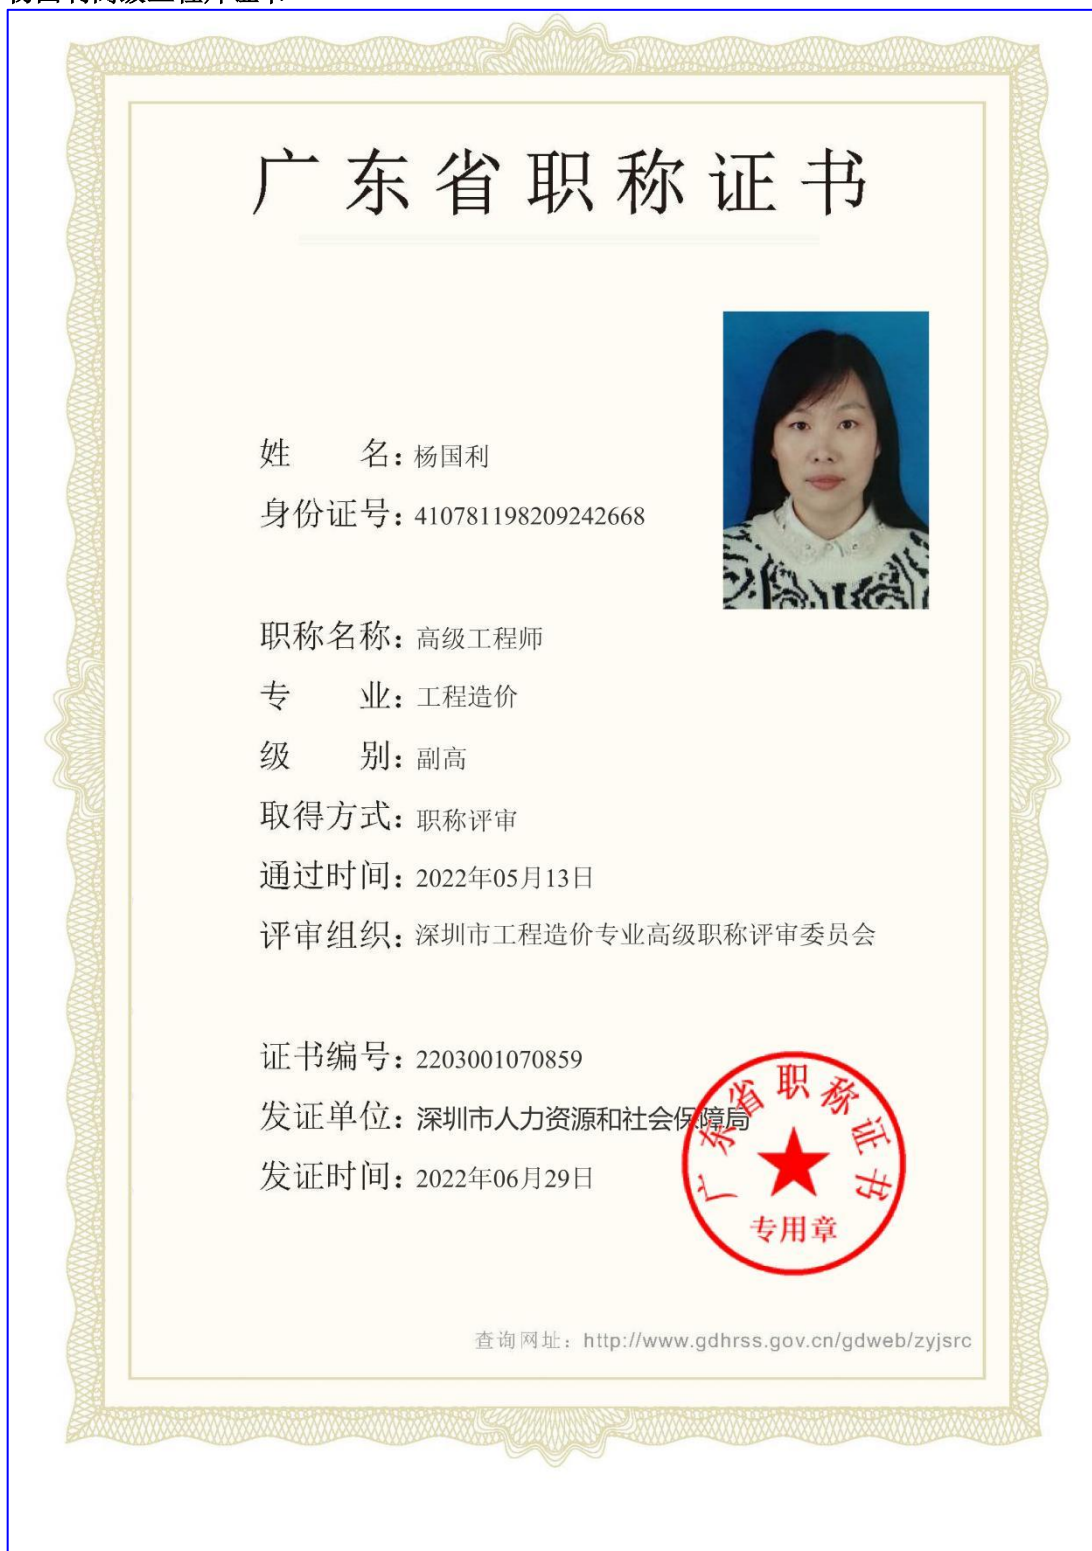 广东省职称证书
姓 名：杨国利
身份证号：410781198209242668
职称名称：高级工程师
专 业：工程造价
级 别：副高
取得方式：职称评审
通过时间：2022年05月13日
评审组织：深圳市工程造价专业高级职称评审委员会
证书编号：2203001070859
发证单位：深圳市人力资源和社会保障局
发证时间：2022年06月29日
广东省职称证书
专用章
查询网址：http://www.gdhrss.gov.cn/gdweb/zyjsrc